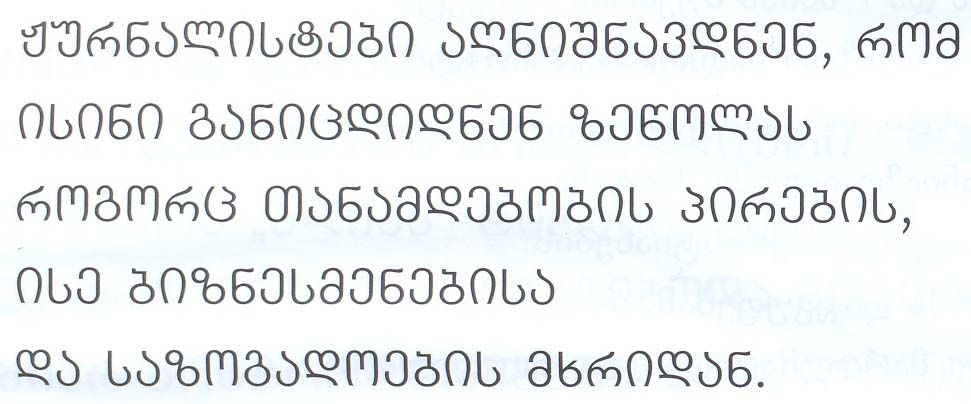 ჟურნალისტები აღნიშნავდნენ, რომ
ისინი განიცდიდნენ ზეწოლას
როგორც თანამდებობის პირების,
ისე ბიზნესმენებისა
და საზოგადოების მხრიდან.